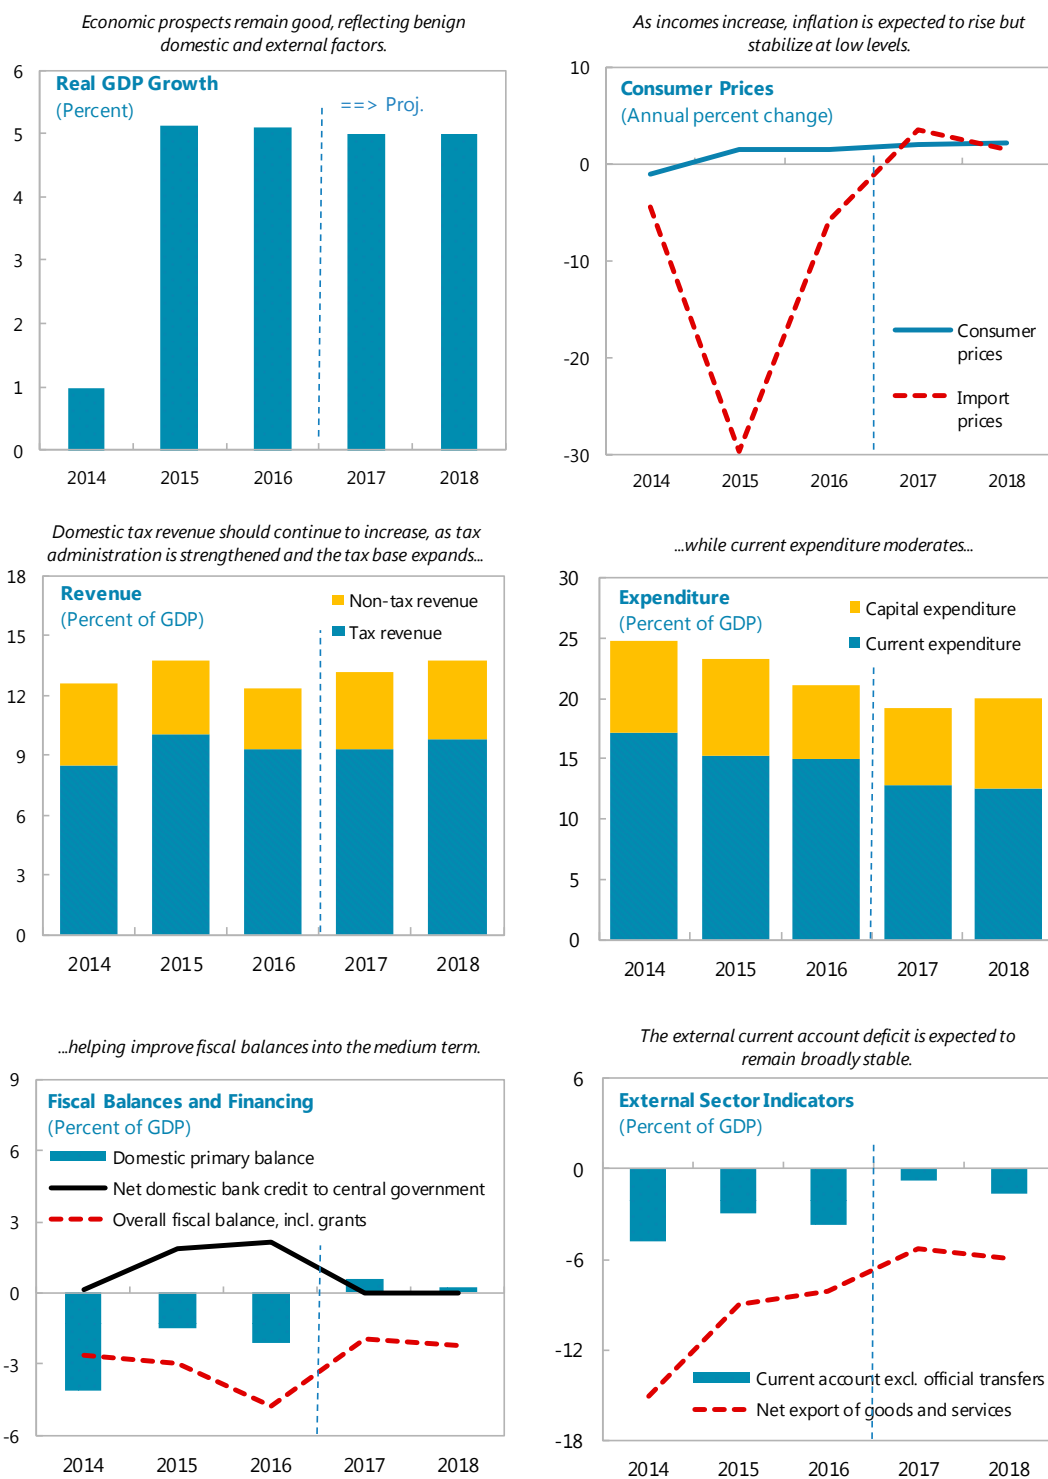 Economic prospects remain good, reflecting benign
domestic and external factors.
Real GDP Growth
(Percent)
==> Proj.
6
5
4
3
2
1
0
2014 2015 2016 2017 2018
As incomes increase, inflation is expected to rise but
stabilize at low levels.
Consumer Prices
(Annual percent change)
10
0
-10
-20
-30
Consumer
prices
Import
prices
2014 2015 2016 2017 2018
Domestic tax revenue should continue to increase, as tax
administration is strengthened and the tax base expands...
Revenue
(Percent of GDP)
Non-tax revenue
Tax revenue
18
15
12
9
6
3
0
2014 2015 2016 2017 2018
...while current expenditure moderates...
Expenditure
(Percent of GDP)
Capital expenditure
Current expenditure
30
25
20
15
10
5
0
2014 2015 2016 2017 2018
...helping improve fiscal balances into the medium term.
Fiscal Balances and Financing
(Percent of GDP)
Domestic primary balance
Net domestic bank credit to central government
Overall fiscal balance, incl. grants
9
6
3
0
-3
-6
2014 2015 2016 2017 2018
The external current account deficit is expected to
remain broadly stable.
External Sector Indicators
(Percent of GDP)
6
0
-6
-12
-18
Current account excl. official transfers
Net export of goods and services
2014 2015 2016 2017 2018